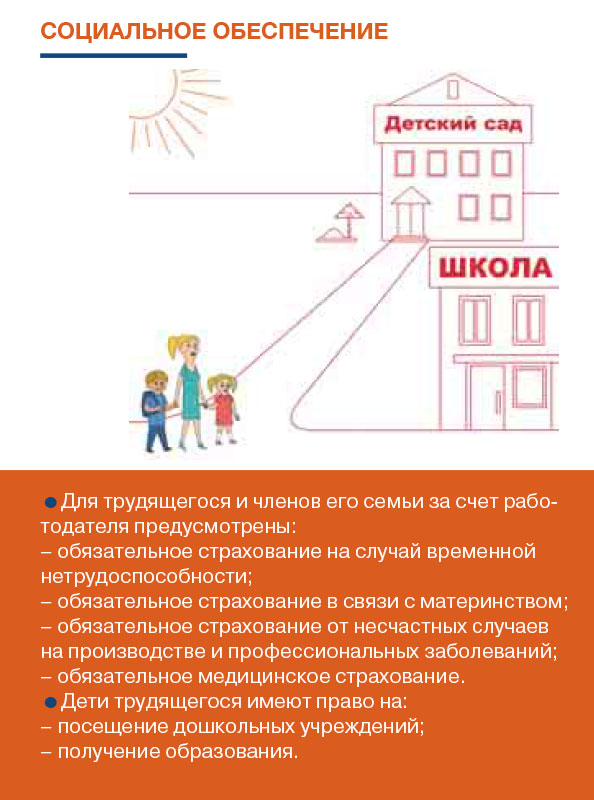 СОЦИАЛЬНОЕ ОБЕСПЕЧЕНИЕ
Детский сад
ШКОЛА
● Для трудящегося и членов его семьи за счет рабо-
тодателя предусмотрены:
– обязательное страхование на случай временной
нетрудоспособности;
– обязательное страхование в связи с материнством;
– обязательное страхование от несчастных случаев
на производстве и профессиональных заболеваний;
– обязательное медицинское страхование.
● Дети трудящегося имеют право на:
– посещение дошкольных учреждений;
– получение образования.